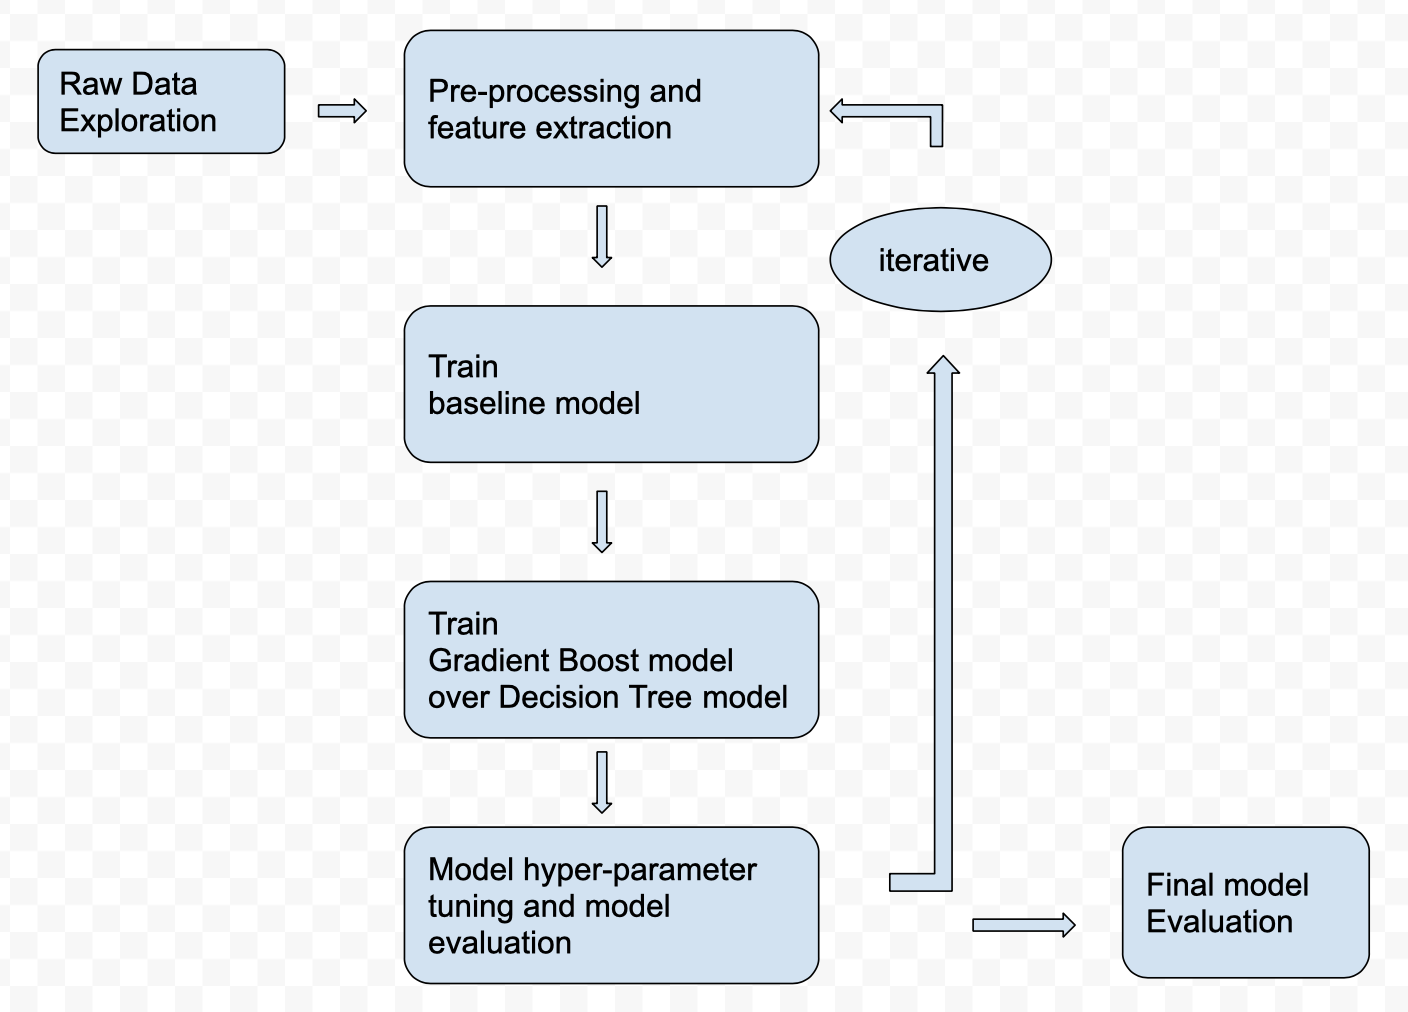 Raw Data
Exploration
Pre-processing and
feature extraction
iterative
Train
baseline model
Train
Gradient Boost model
over Decision Tree model
Model hyper-parameter
tuning and model
evaluation
Final model
Evaluation